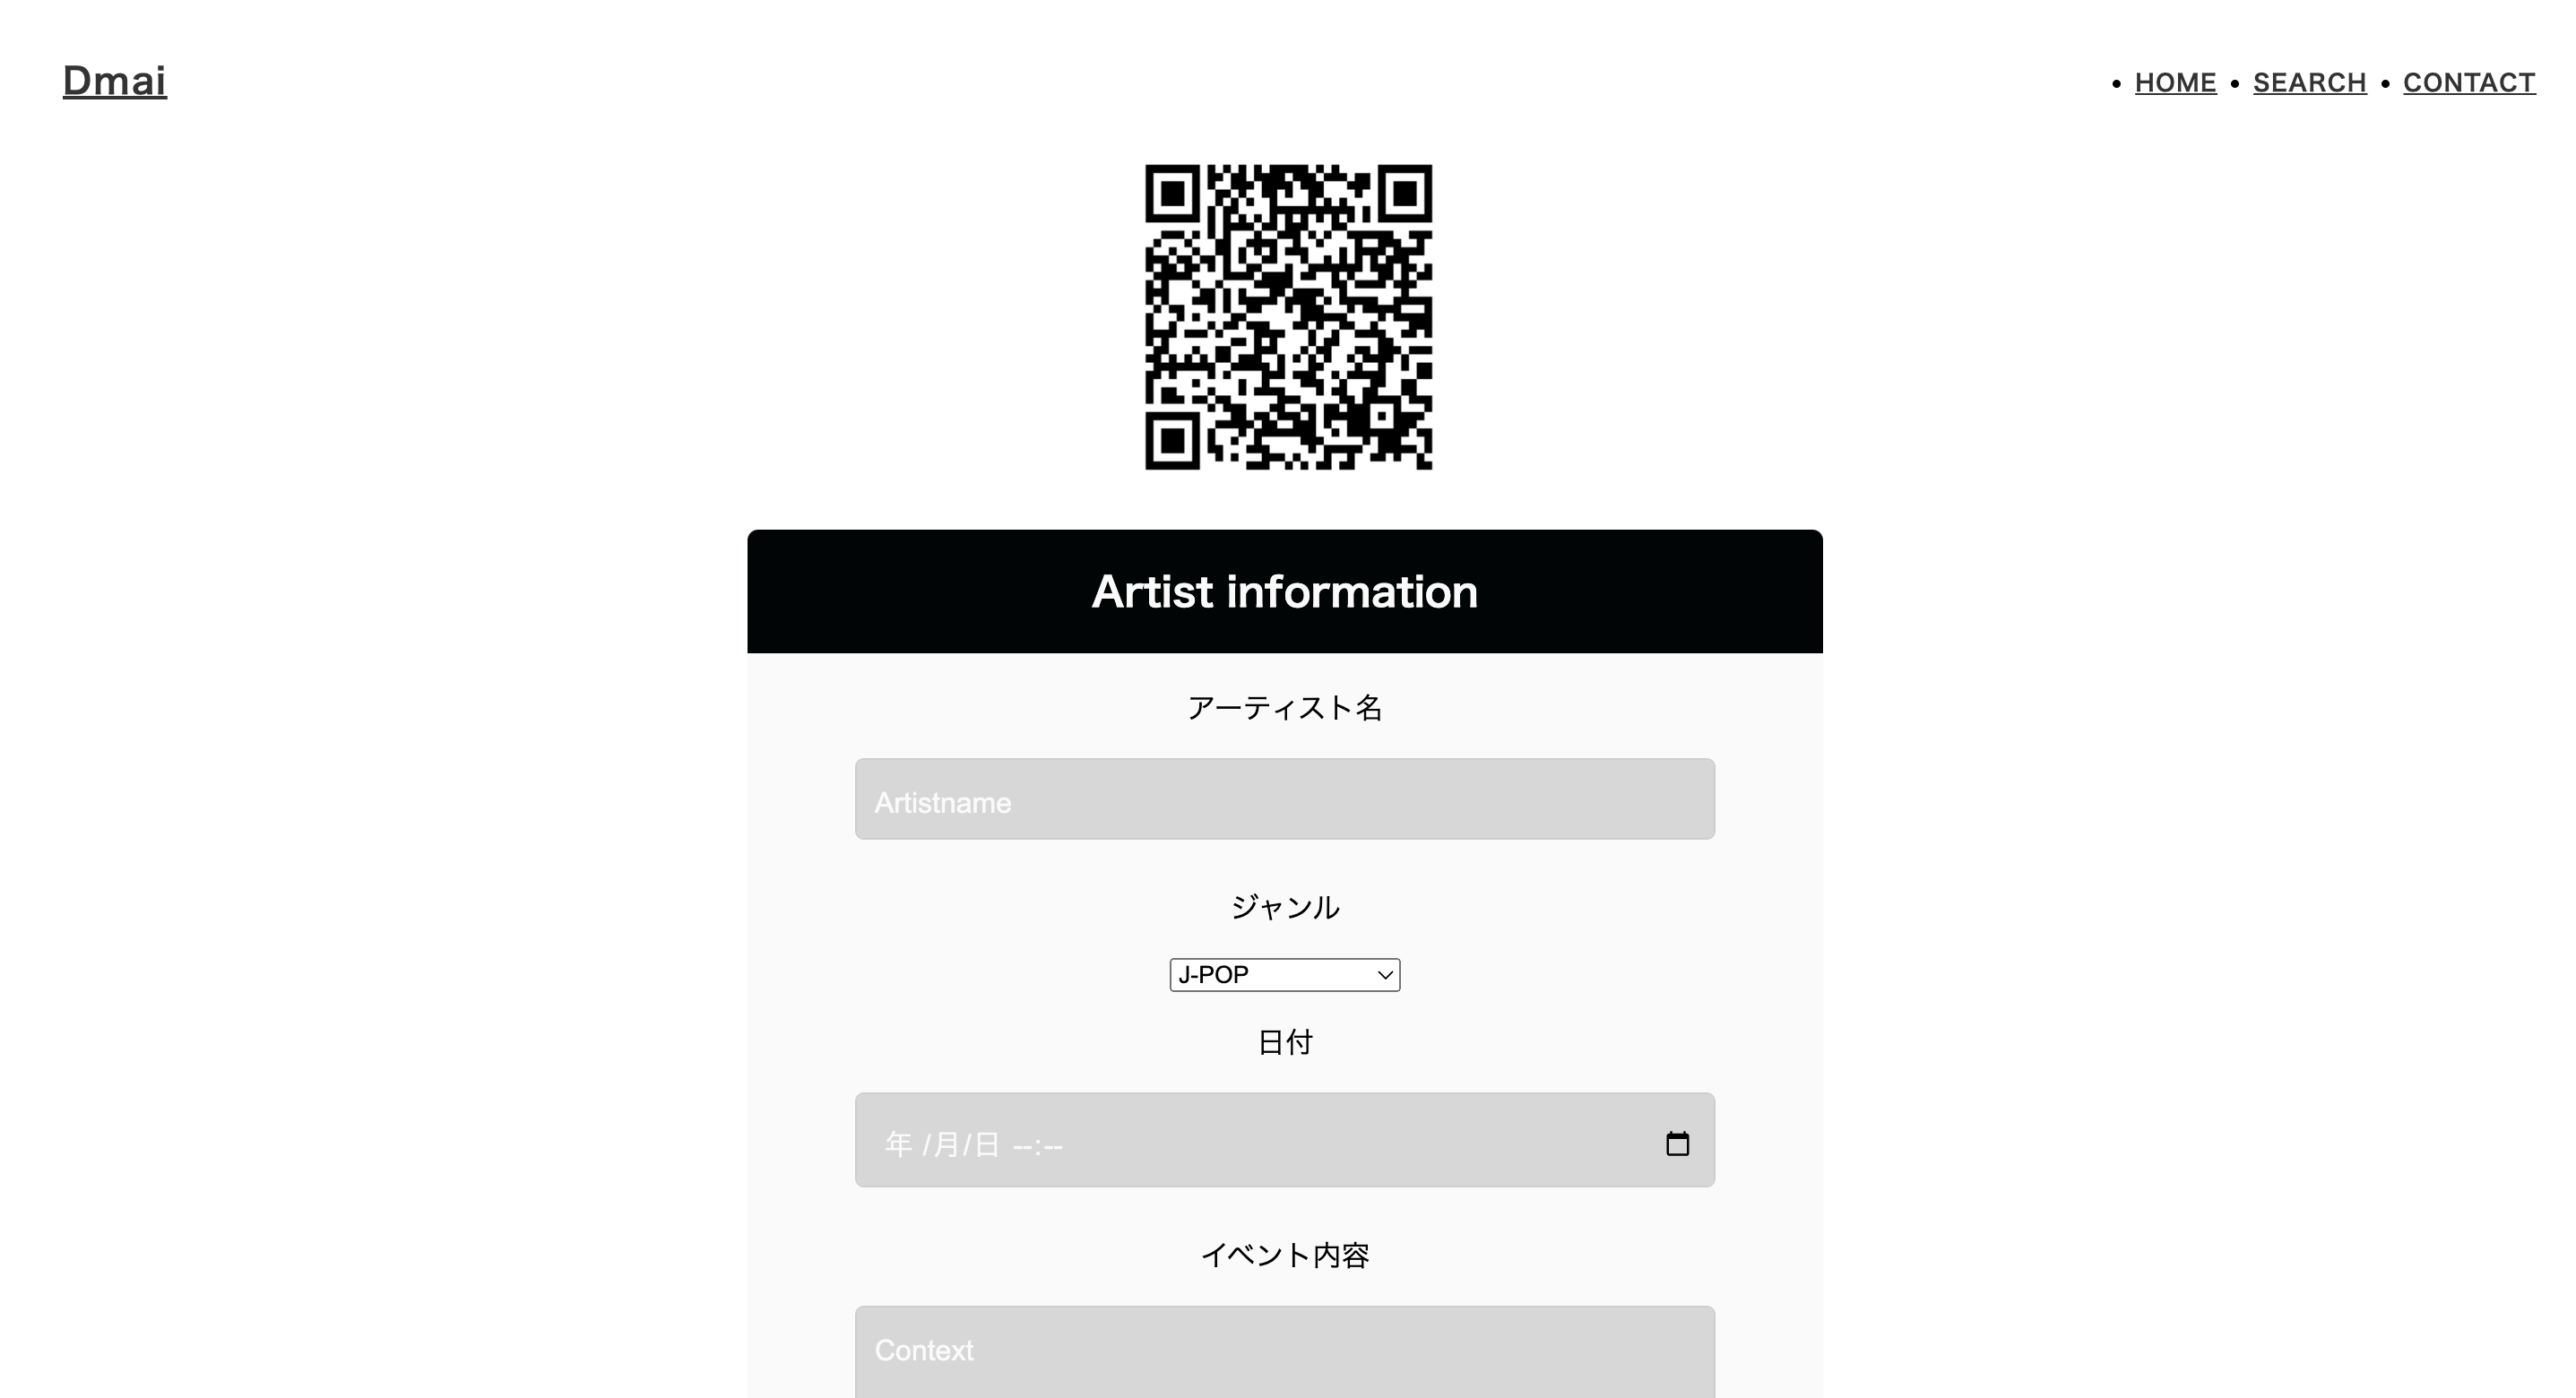 Dmai
• HOME • SEARCH • CONTACT
Artist information
アーティスト名
Artistname
ジャンル
J-POP
日付
年 /月/日 --:--
イベント内容
Context